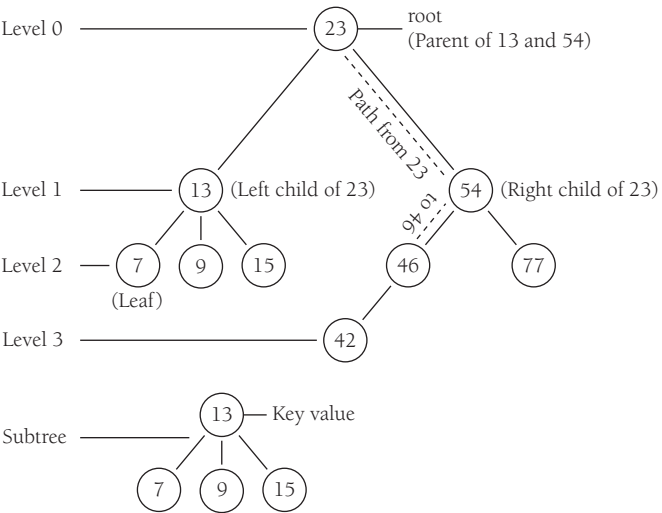 Level 0
23
root
(Parent of 13 and 54)
Path from 23
to 46
Level 1
13
(Left child of 23)
54
(Right child of 23)
Level 2
7
9
15
46
77
(Leaf)
Level 3
42
13
Key value
Subtree
7
9
15